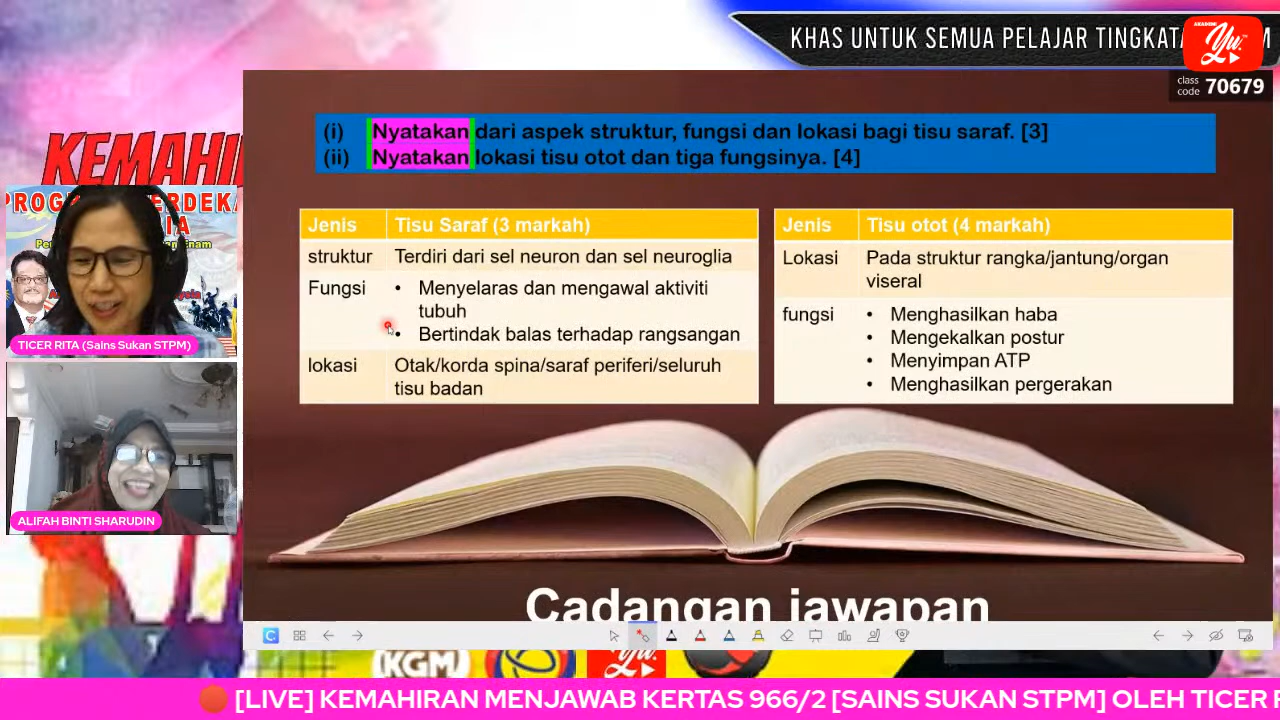 KHAS UNTUK SEMUA PELAJAR TINGKATA
AKADEMI
Yu.
class code 70679
KEMAHI
(i) Nyatakan dari aspek struktur, fungsi dan lokasi bagi tisu saraf. [3]
(ii) Nyatakan lokasi tisu otot dan tiga fungsinya. [4]
TICER RITA (Sains Sukan STPM)
ALIFAH BINTI SHARUDIN
Jenis Tisu Saraf (3 markah)
struktur Terdiri dari sel neuron dan sel neuroglia
Fungsi • Menyelaras dan mengawal aktiviti
tubuh
• Bertindak balas terhadap rangsangan
lokasi Otak/korda spina/saraf periferi/seluruh
tisu badan
Jenis Tisu otot (4 markah)
Lokasi Pada struktur rangka/jantung/organ
viseral
fungsi • Menghasilkan haba
• Mengekalkan postur
• Menyimpan ATP
• Menghasilkan pergerakan
Cadangan jawapan
(KGM)
[LIVE] KEMAHIRAN MENJAWAB KERTAS 966/2 [SAINS SUKAN STPM] OLEH TICER